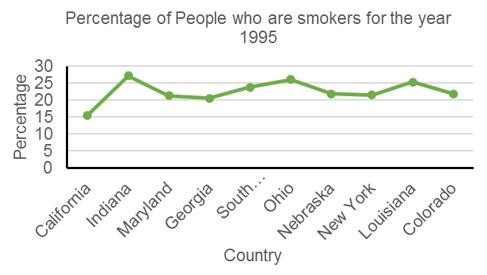 Percentage of People who are smokers for the year
1995
Percentage
30
25
20
15
10
5
0
California
Indiana
Maryland
Georgia
South…
Ohio
Nebraska
New York
Louisiana
Colorado
Country